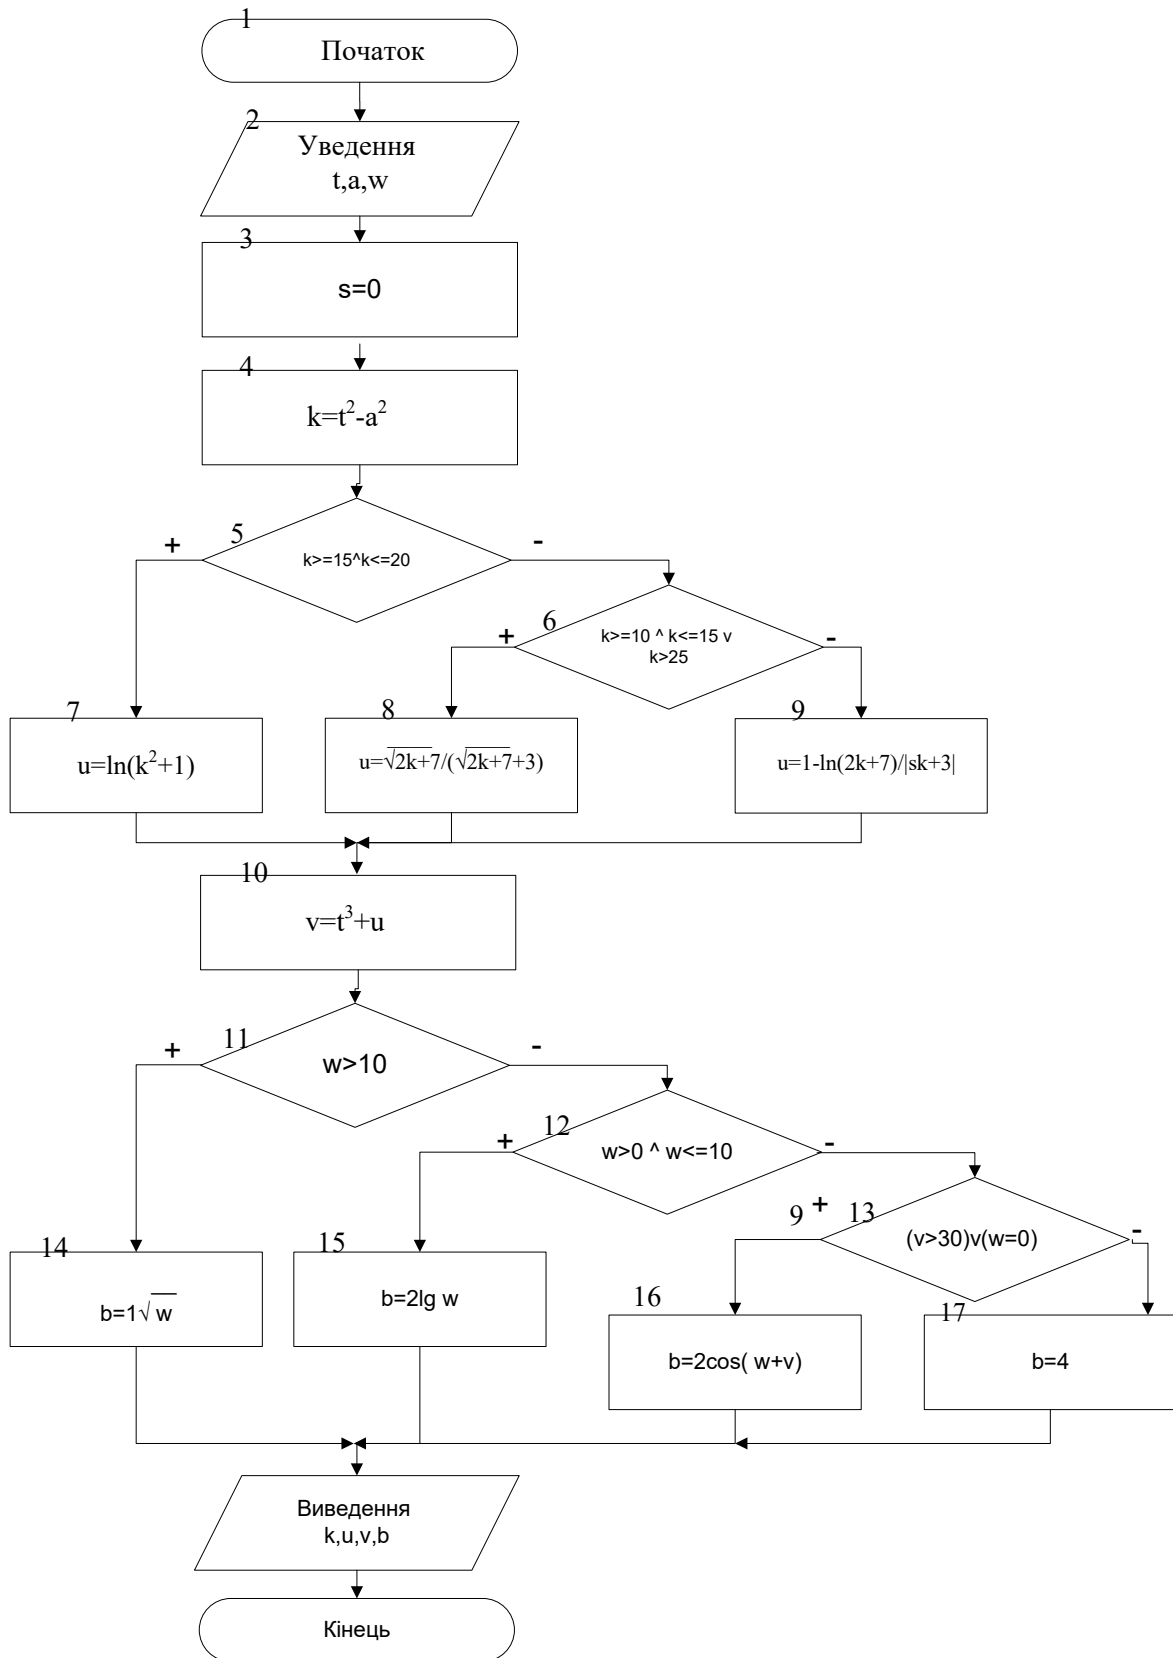 1
Початок
2
Уведення
t,a,w
3
s=0
4
k=t²-a²
5
+
-
k>=15^k<=20
6
+
-
k>=10 ^ k<=15 v
k>25
7
u=ln(k²+1)
8
u=√2k+7/(√2k+7+3)
9
u=1-ln(2k+7)/|sk+3|
10
v=t³+u
11
+
-
w>10
12
+
-
w>0 ^ w<=10
9 +
13
-
(v>30)v(w=0)
14
b=1√w
15
b=2lg w
16
b=2cos( w+v)
17
b=4
Виведення
k,u,v,b
Кінець